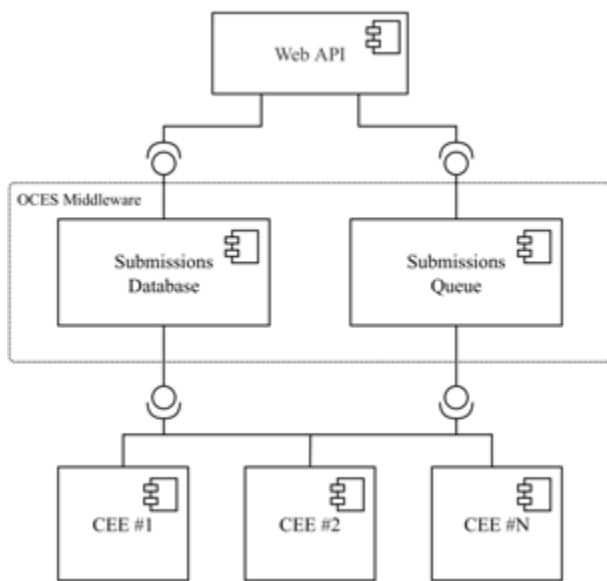 Web API
OCES Middleware
Submissions
Database
Submissions
Queue
CEE #1
CEE #2
CEE #N